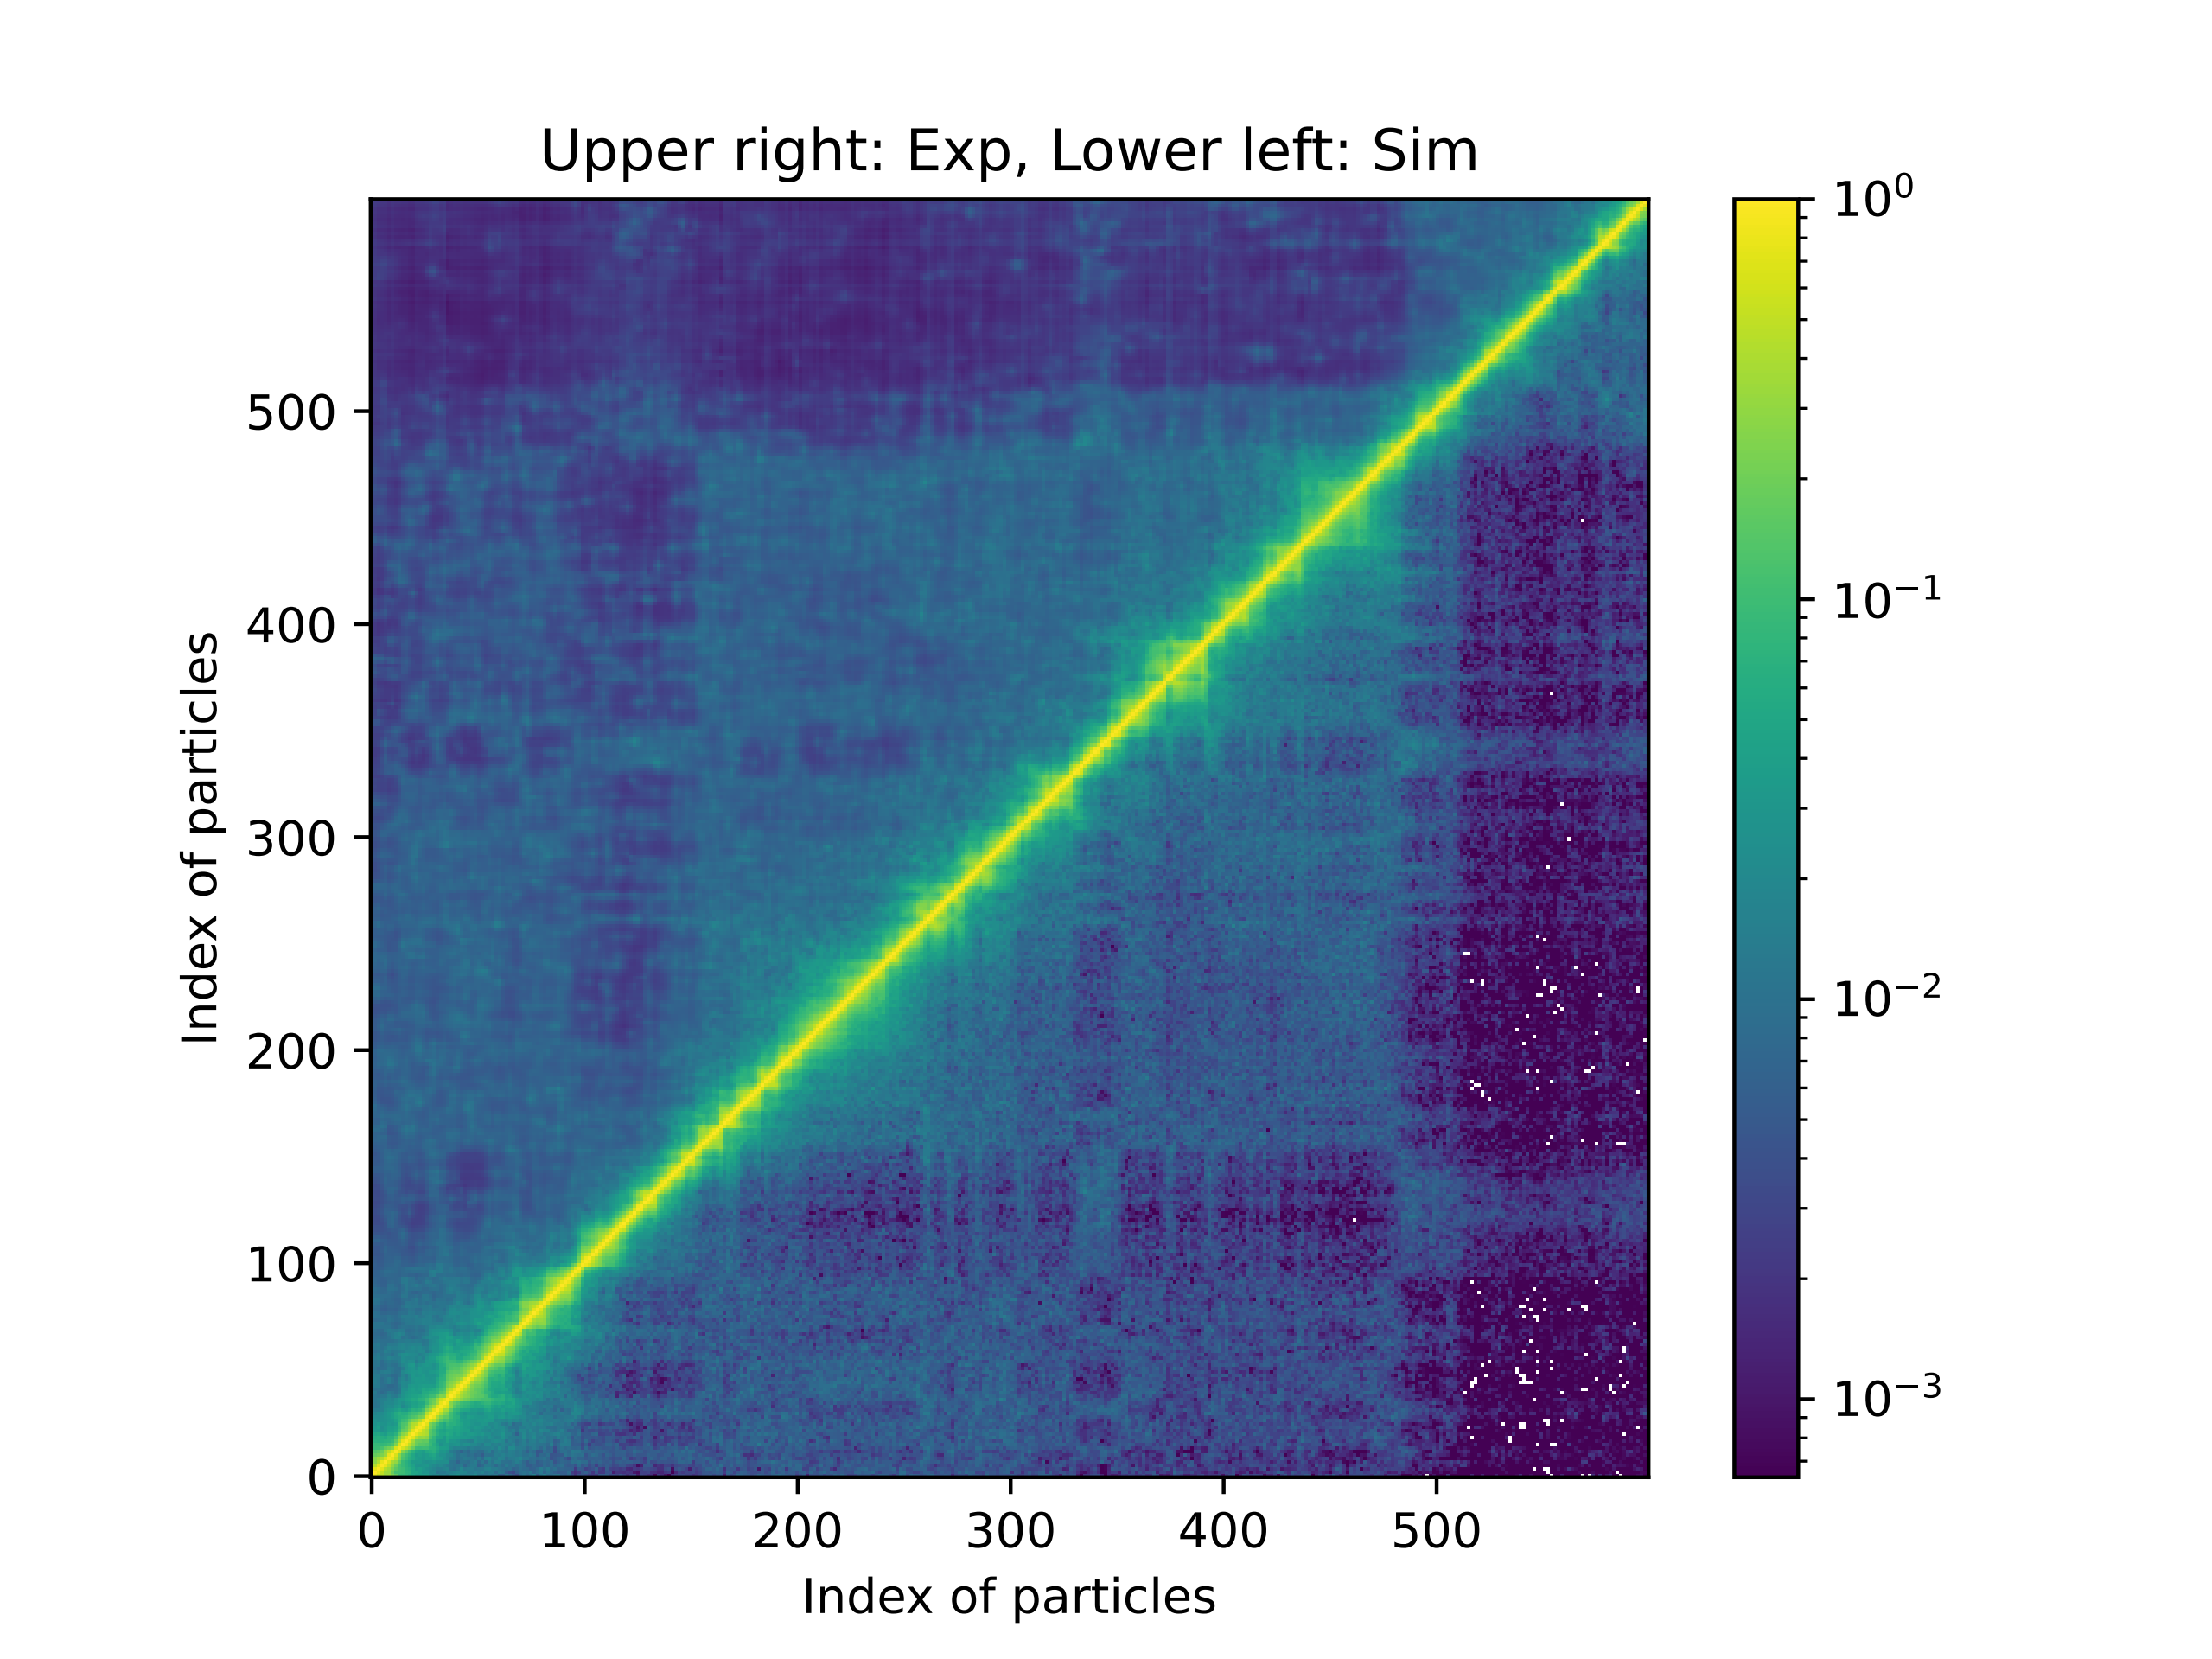 Upper right: Exp, Lower left: Sim
Index of particles
500
400
300
200
100
0
0 100 200 300 400 500
Index of particles
10⁰
10⁻¹
10⁻²
10⁻³